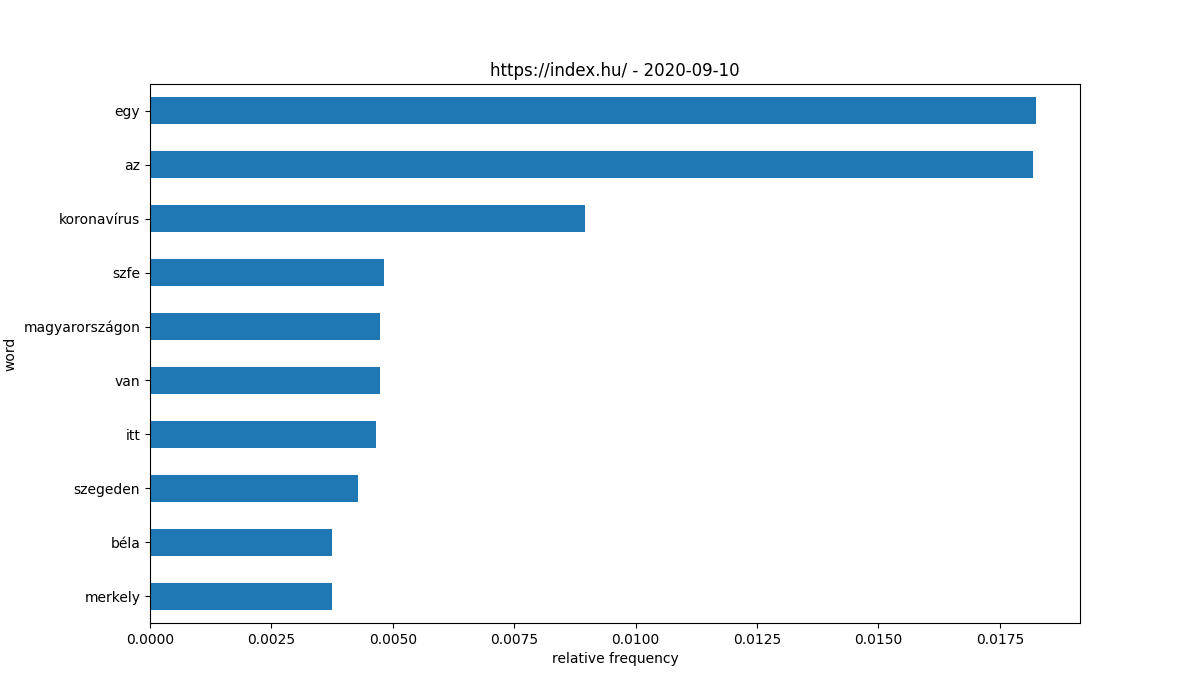 https://index.hu/ - 2020-09-10
word
egy
az
koronavírus
szfe
magyarországon
van
itt
szegeden
béla
merkely
0.0000 0.0025 0.0050 0.0075 0.0100 0.0125 0.0150 0.0175
relative frequency